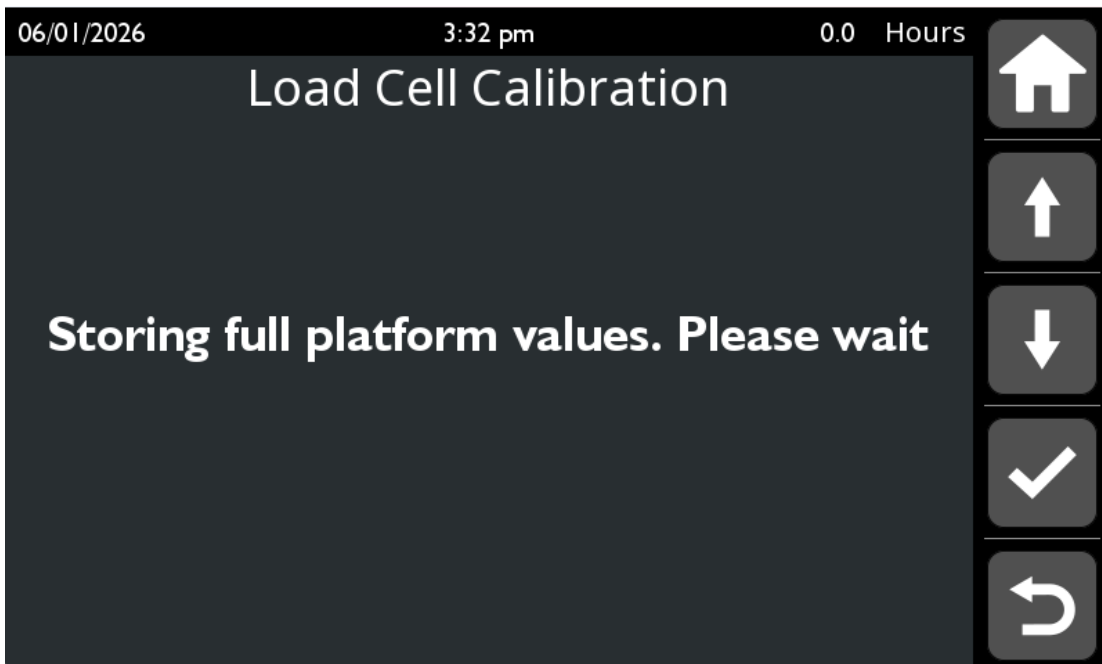 06/01/2026 3:32 pm 0.0 Hours
Load Cell Calibration
Storing full platform values. Please wait